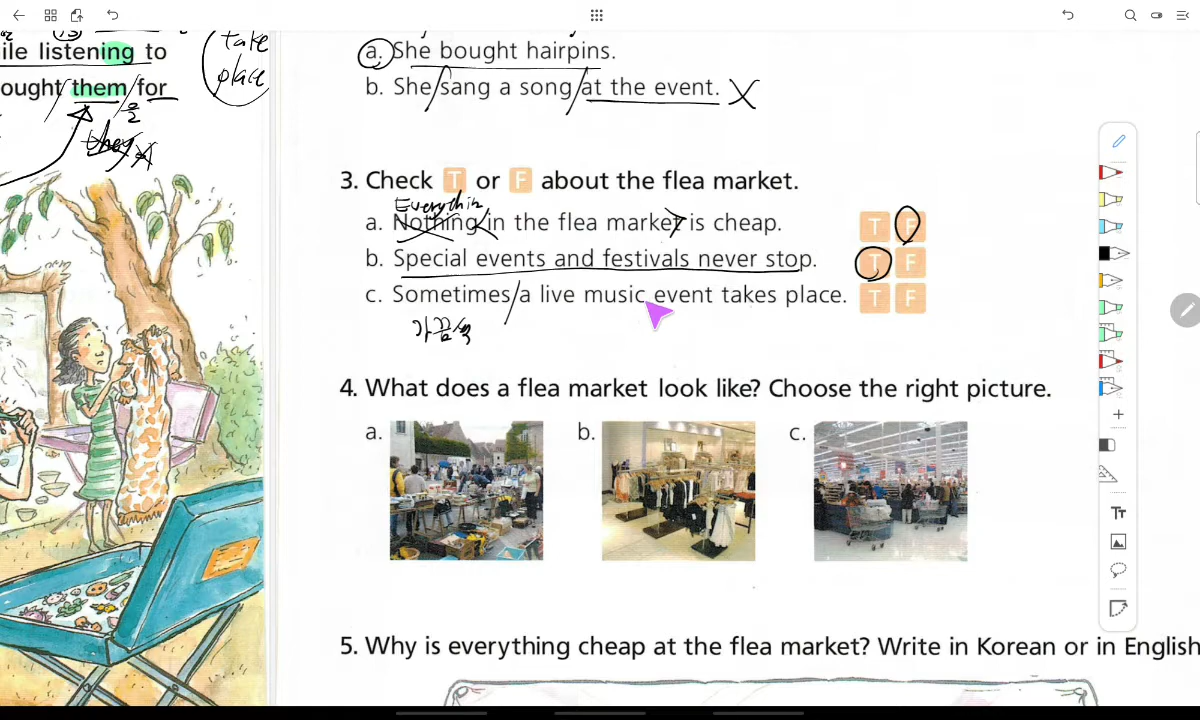 take
place
ile listening to
ought them for
을
they X
a. She bought hairpins.
b. She sang a song at the event. X
3. Check T or F about the flea market.
Everythin
a. Nothing in the flea market is cheap. T F
b. Special events and festivals never stop. T F
c. Sometimes a live music event takes place. T F
가끔씩
4. What does a flea market look like? Choose the right picture.
a.
b.
c.
5. Why is everything cheap at the flea market? Write in Korean or in English